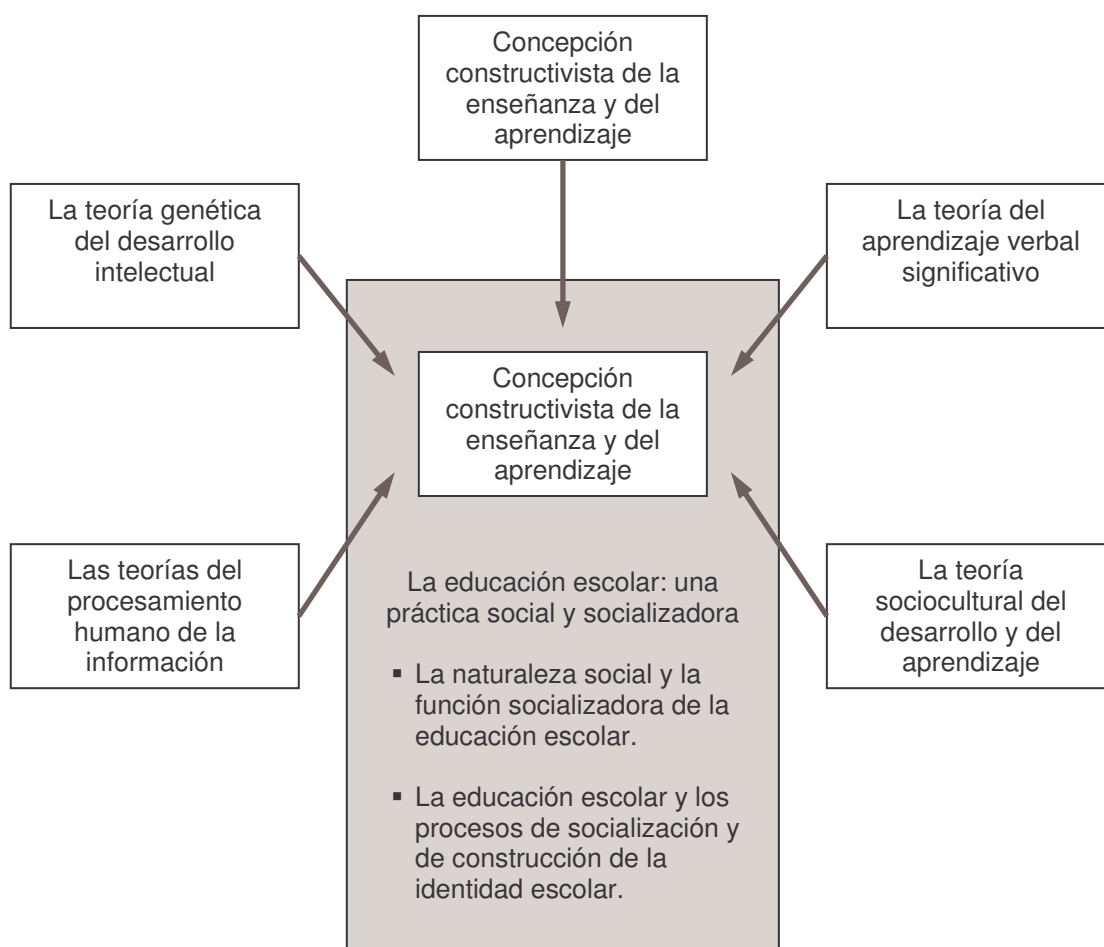 Concepción
constructivista de la
enseñanza y del
aprendizaje
La teoría genética
del desarrollo
intelectual
La teoría del
aprendizaje verbal
significativo
Concepción
constructivista de la
enseñanza y del
aprendizaje
Las teorías del
procesamiento
humano de la
información
La teoría
sociocultural del
desarrollo y del
aprendizaje
La educación escolar: una
práctica social y socializadora
▪ La naturaleza social y la
función socializadora de la
educación escolar.
▪ La educación escolar y los
procesos de socialización y
de construcción de la
identidad escolar.